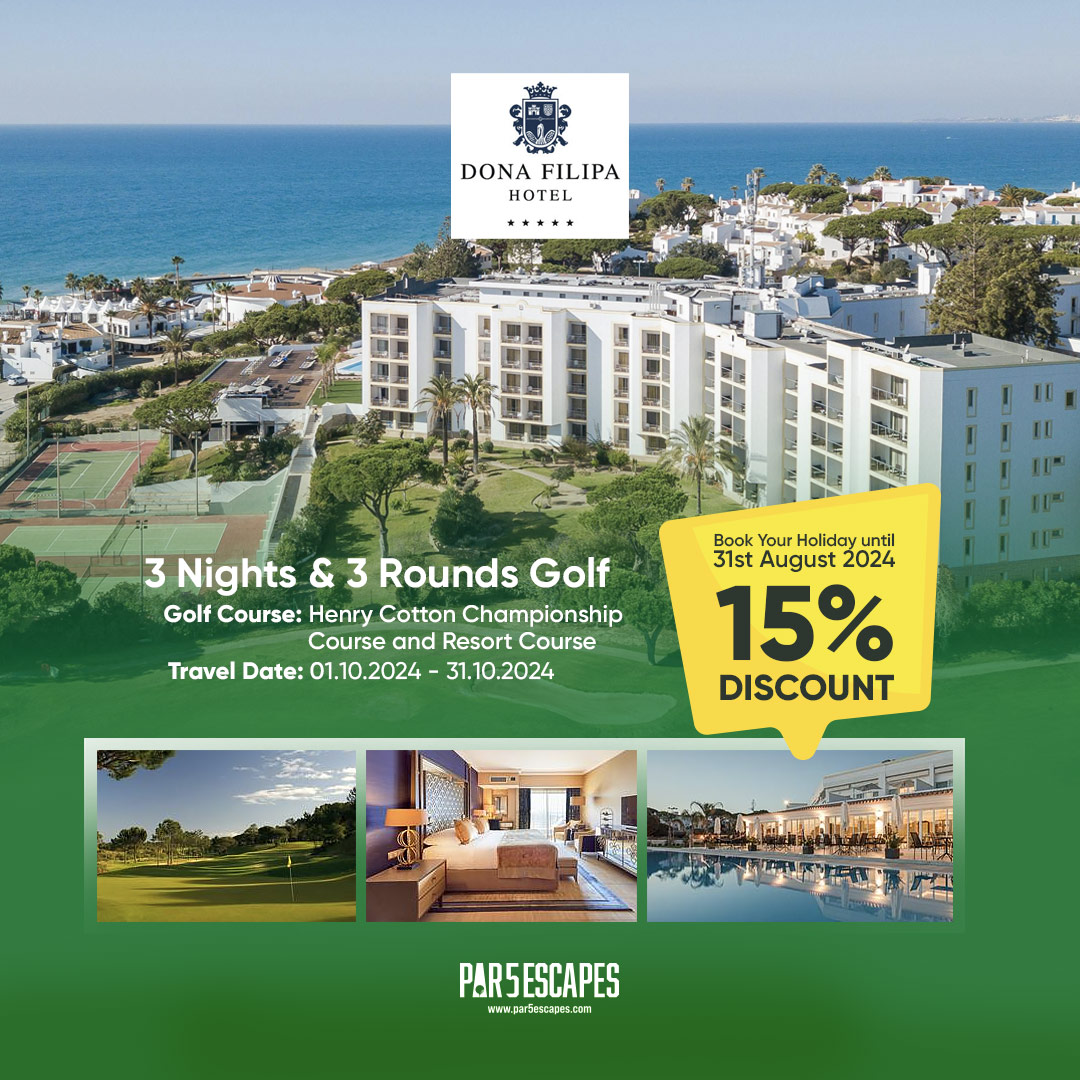 DONA FILIPA
HOTEL
★★★★★
3 Nights & 3 Rounds Golf
Golf Course: Henry Cotton Championship
Course and Resort Course
Travel Date: 01.10.2024 - 31.10.2024
Book Your Holiday until
31st August 2024
15%
DISCOUNT
PAR5ESCAPES
www.par5escapes.com